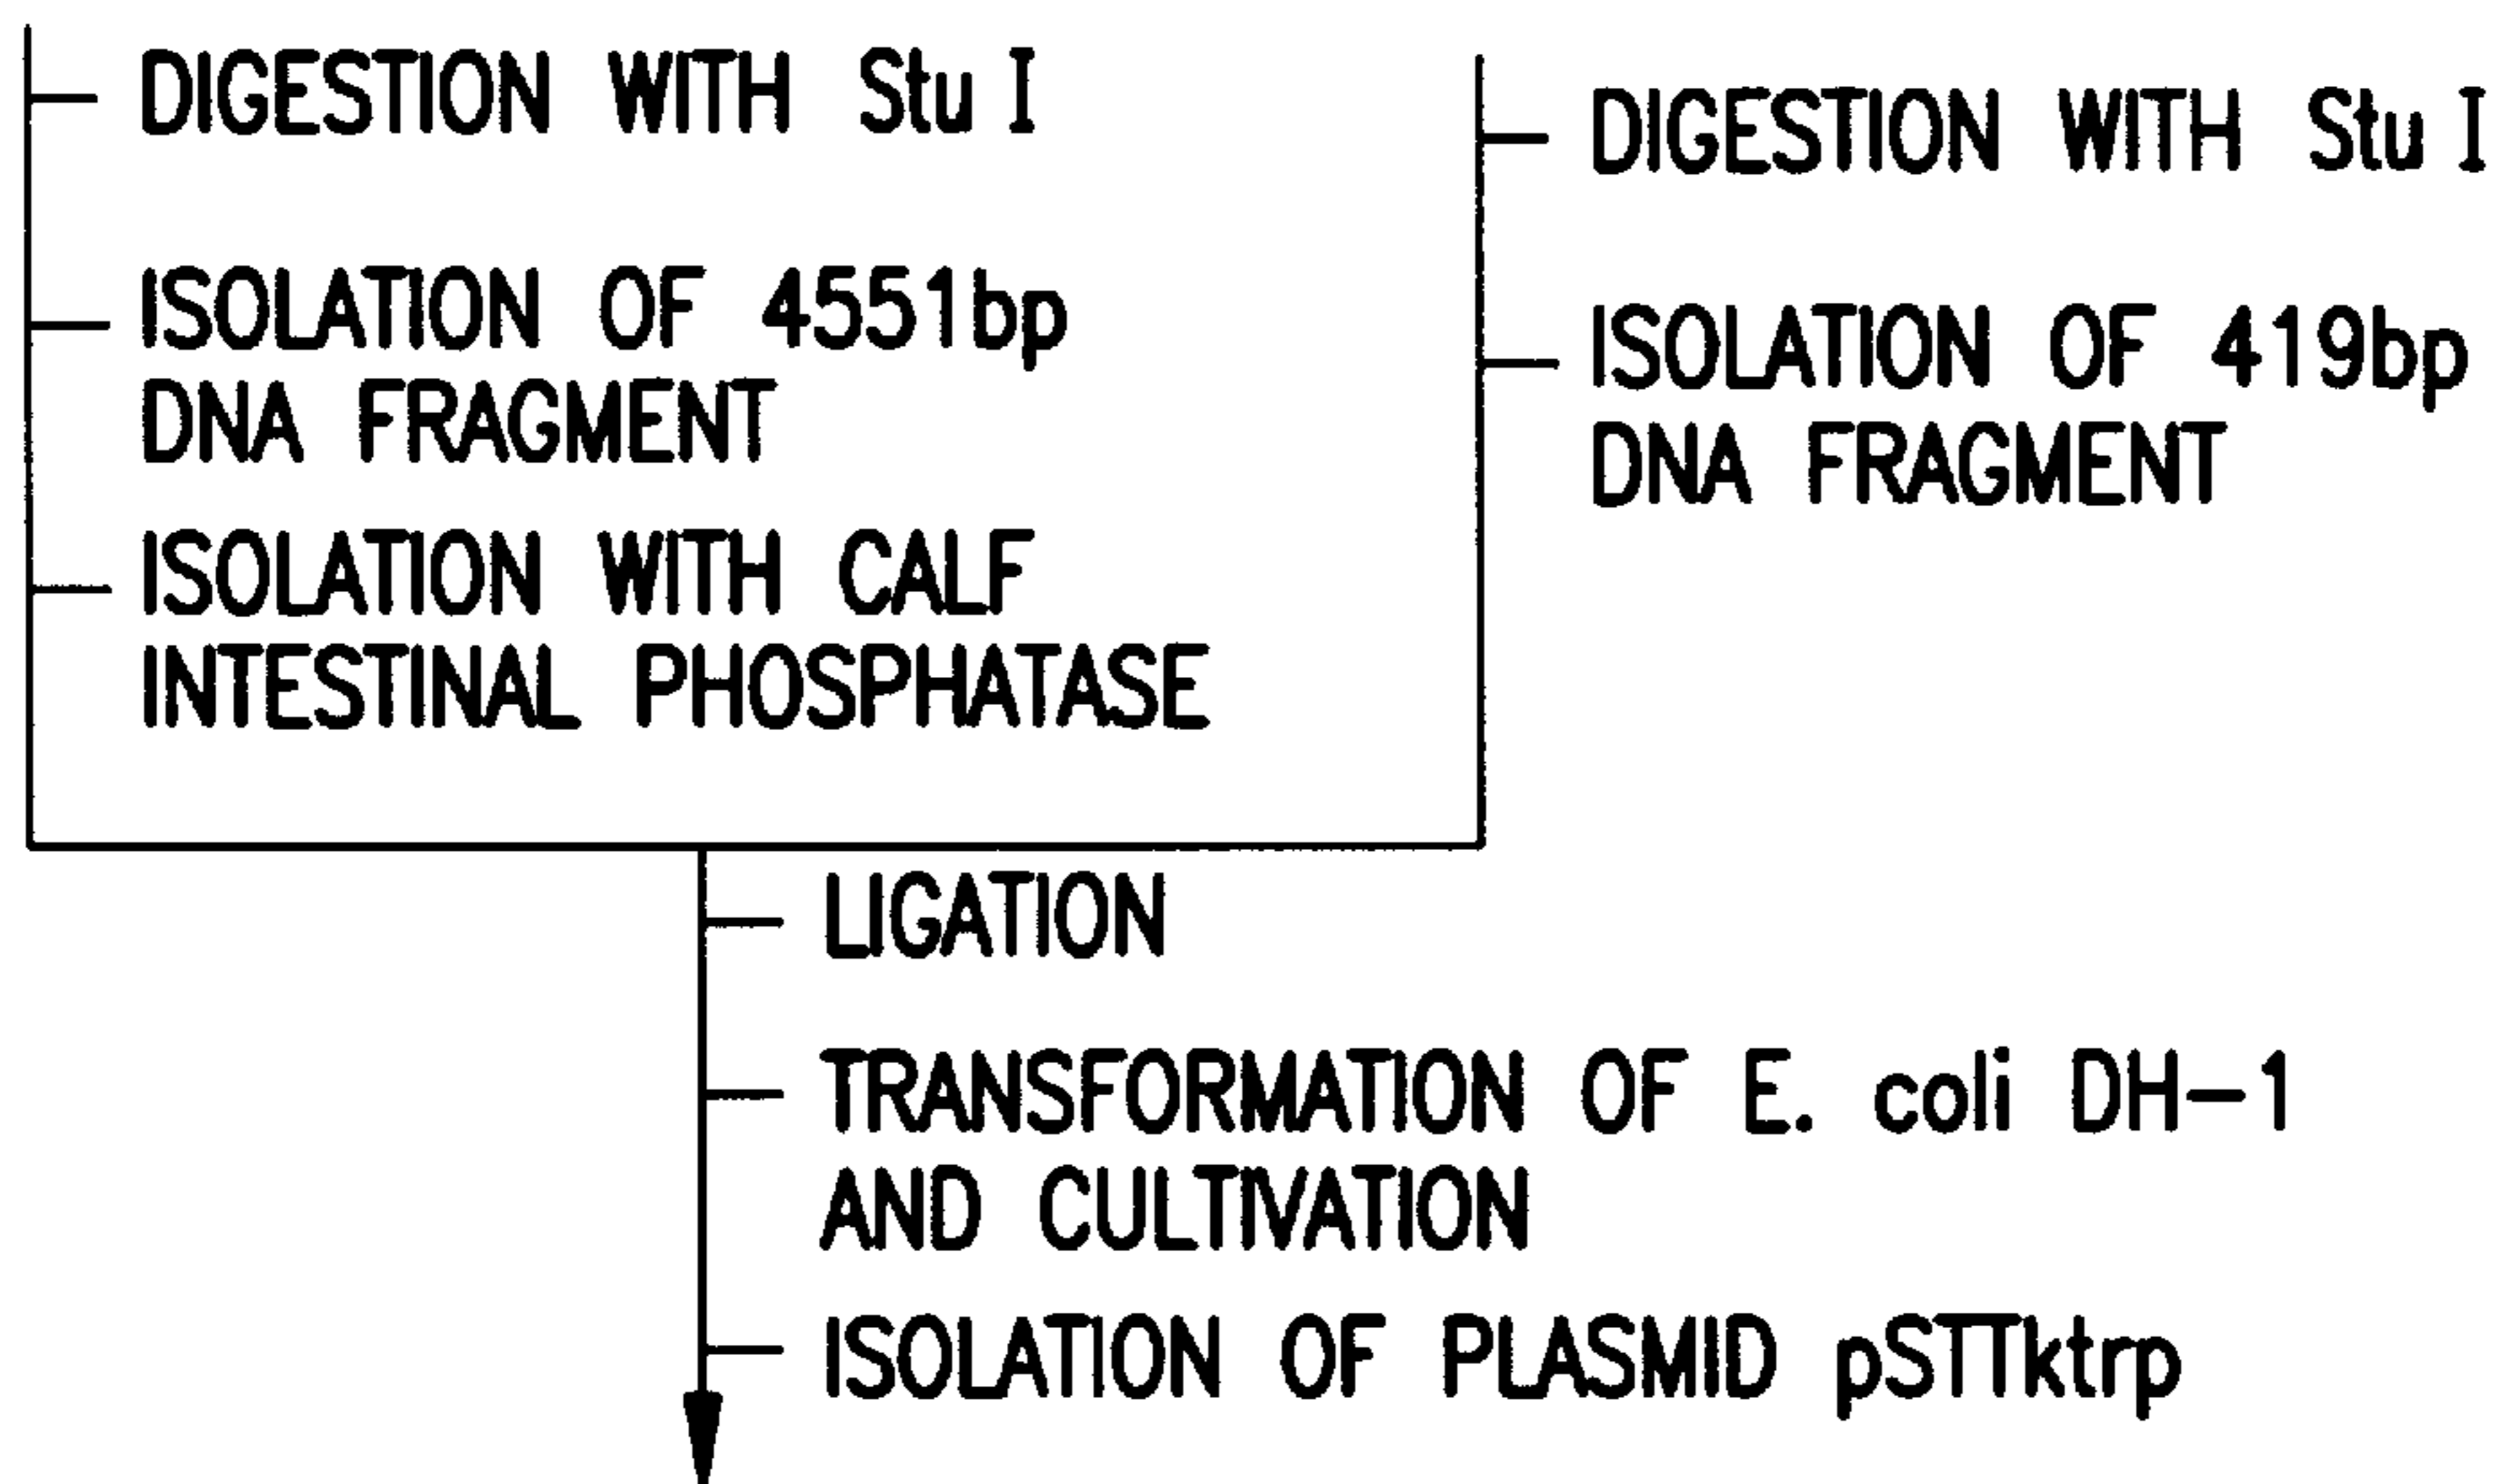 DIGESTION WITH Stu I
ISOLATION OF 4551bp
DNA FRAGMENT
ISOLATION WITH CALF
INTESTINAL PHOSPHATASE
DIGESTION WITH Stu I
ISOLATION OF 419bp
DNA FRAGMENT
LIGATION
TRANSFORMATION OF E. coli DH-1
AND CULTIVATION
ISOLATION OF PLASMID pSTTktrp